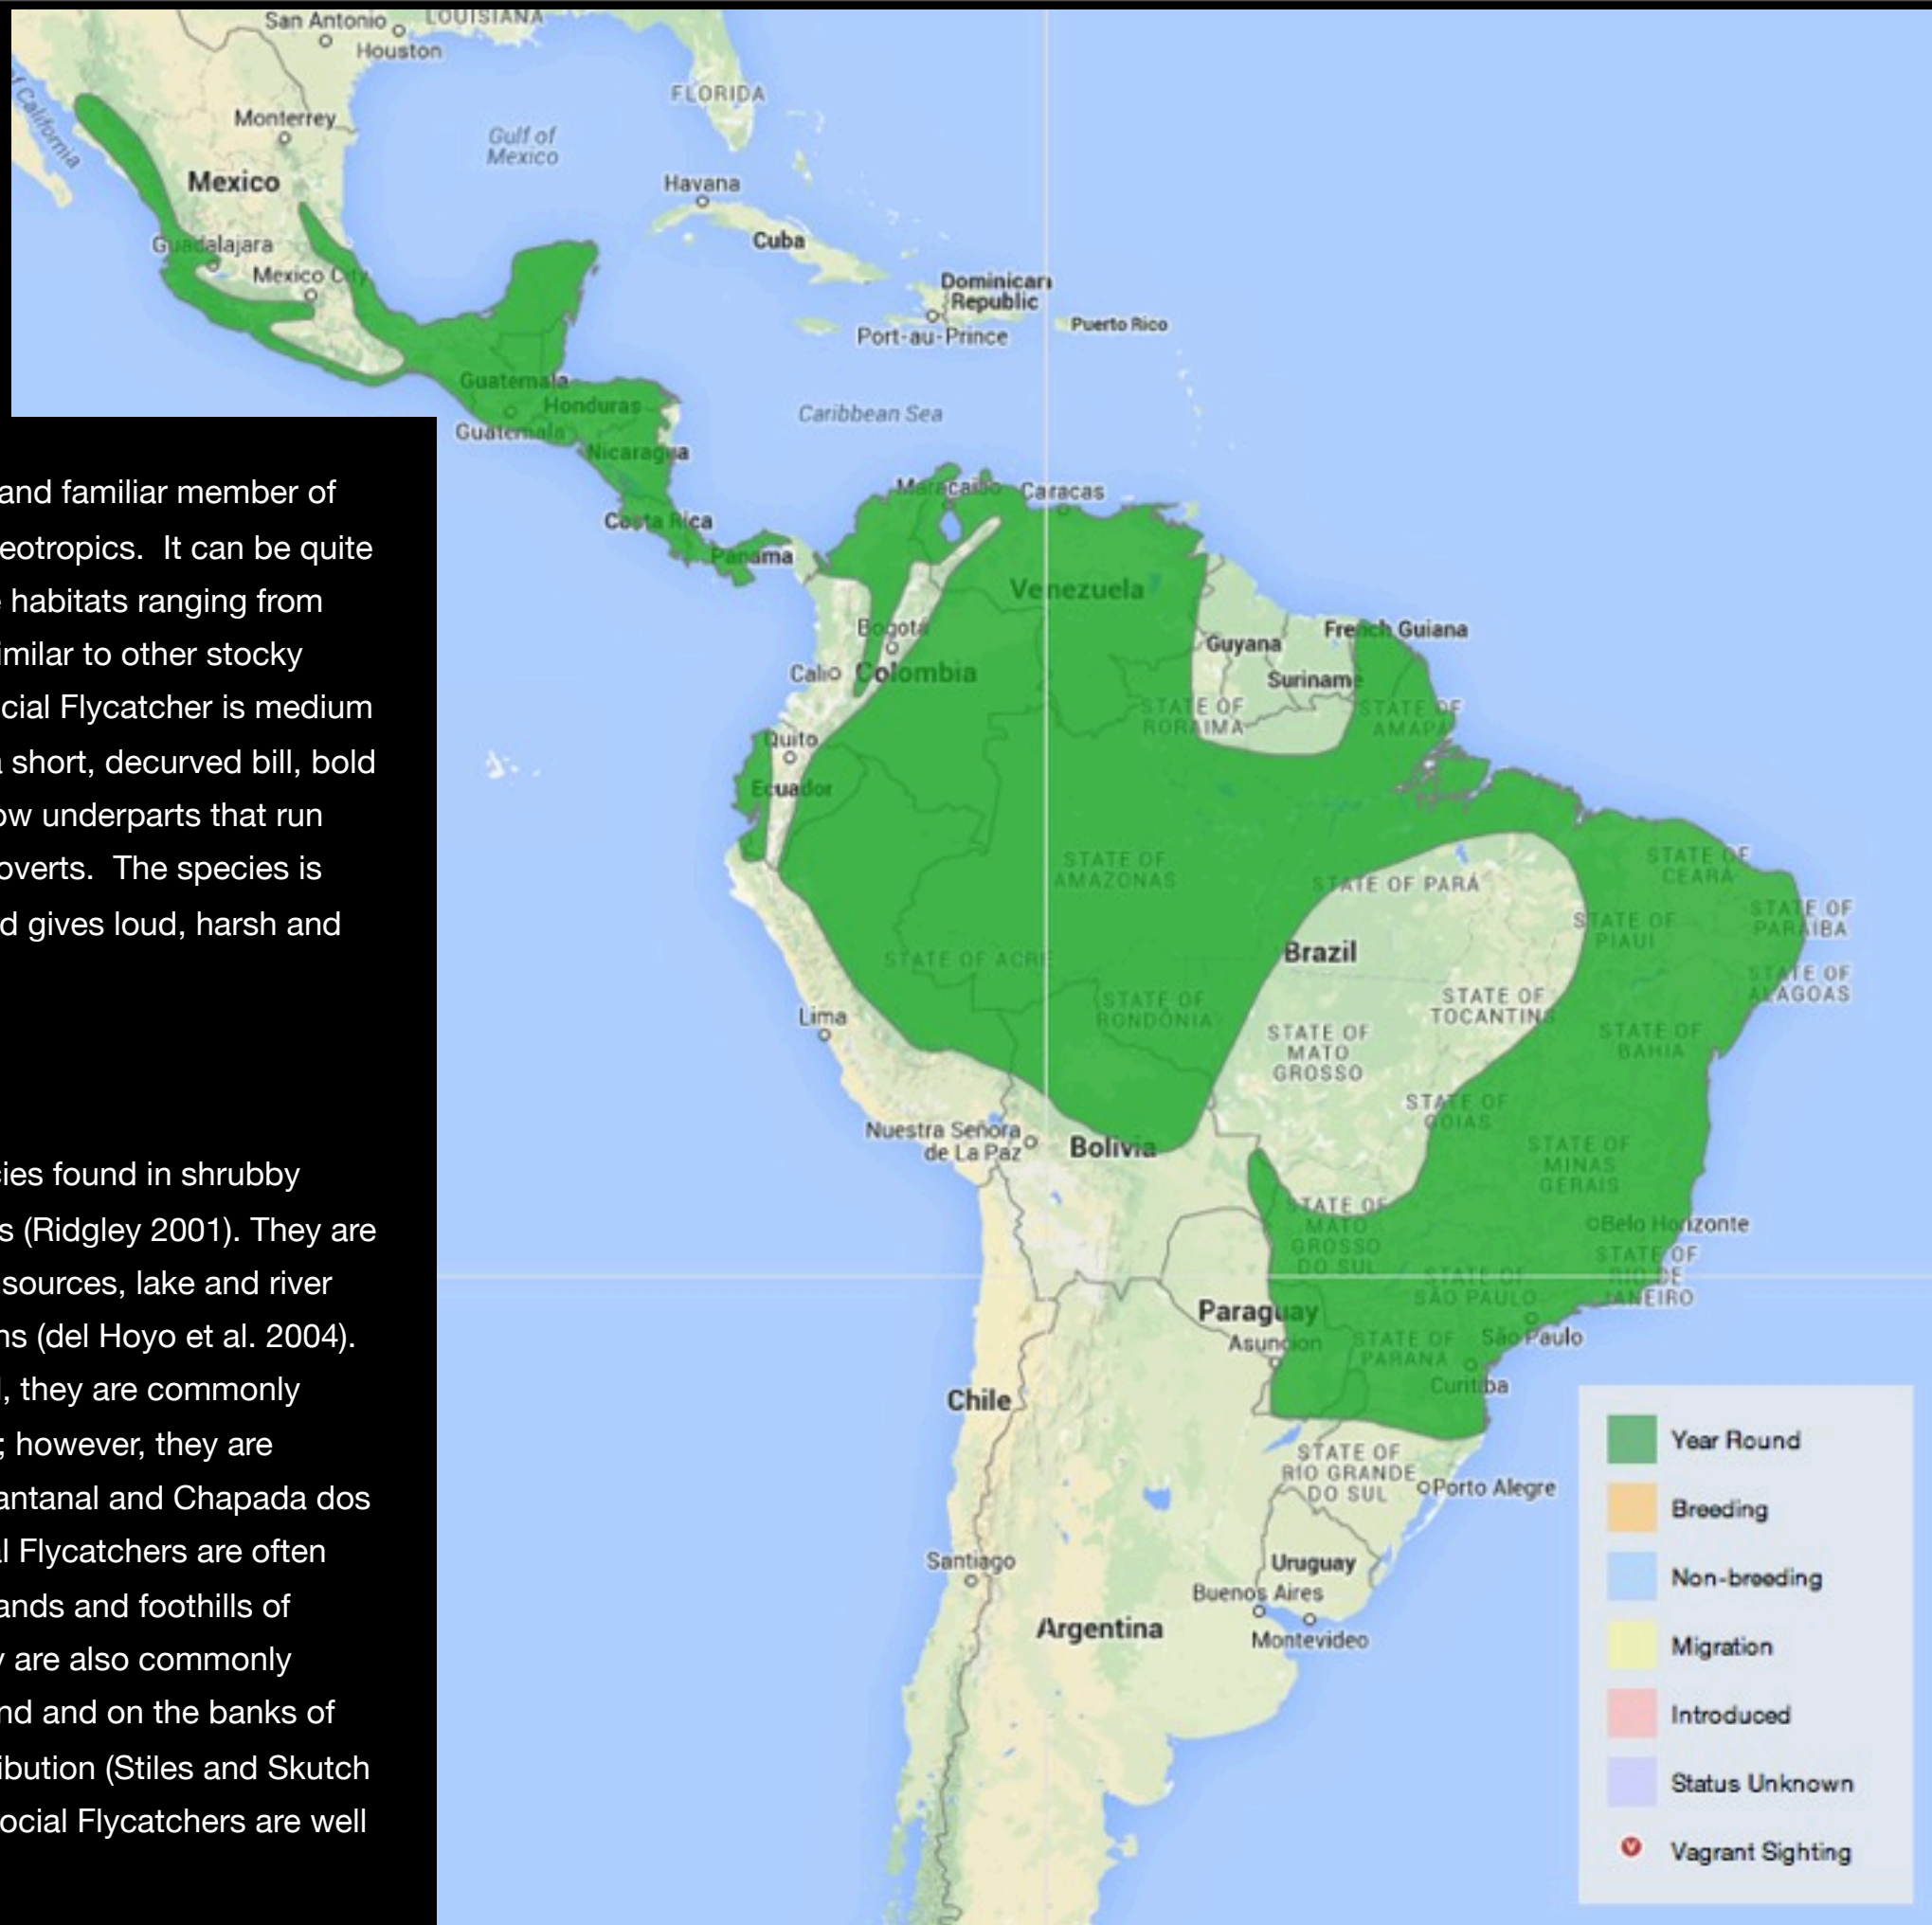 and familiar member of
eotropics.  It can be quite
habitats ranging from
imilar to other stocky
cial Flycatcher is medium
short, decurved bill, bold
ow underparts that run
overts.  The species is
d gives loud, harsh and
cies found in shrubby
s (Ridgley 2001). They are
sources, lake and river
ns (del Hoyo et al. 2004).
, they are commonly
; however, they are
antanal and Chapada dos
l Flycatchers are often
ands and foothills of
y are also commonly
nd and on the banks of
ibution (Stiles and Skutch
ocial Flycatchers are well
San Antonio
LOUISIANA
Houston
FLORIDA
of California
Monterrey
Gulf of
Mexico
Mexico
Havana
Guadalajara
Cuba
Mexico City
Dominican
Republic
Port-au-Prince
Puerto Rico
Guatemala
Honduras
Caribbean Sea
Guatemala
Nicaragua
Maracaibo
Caracas
Costa Rica
Panama
Venezuela
Bogotá
French Guiana
Guyana
Cali
Colombia
Suriname
STATE OF
RORAIMA
STATE OF
AMAPÁ
Quito
Ecuador
STATE OF
AMAZONAS
STATE OF PARÁ
STATE OF
CEARÁ
STATE OF
PIAUÍ
STATE OF
PARAÍBA
Brazil
STATE OF ACRE
STATE OF
ALAGOAS
STATE OF
RONDÔNIA
STATE OF
TOCANTINS
Lima
STATE OF
MATO
GROSSO
STATE OF
BAHIA
STATE OF
GOIÁS
Nuestra Señora
de La Paz
Bolivia
STATE OF
MINAS
GERAIS
STATE OF
MATO
GROSSO
DO SUL
Belo Horizonte
STATE OF
RIO DE
JANEIRO
STATE OF
SÃO PAULO
Paraguay
Asuncion
STATE OF
PARANÁ
São Paulo
Curitiba
Chile
STATE OF
RIO GRANDE
DO SUL
Porto Alegre
Santiago
Uruguay
Buenos Aires
Argentina
Montevideo
Year Round
Breeding
Non-breeding
Migration
Introduced
Status Unknown
V
Vagrant Sighting